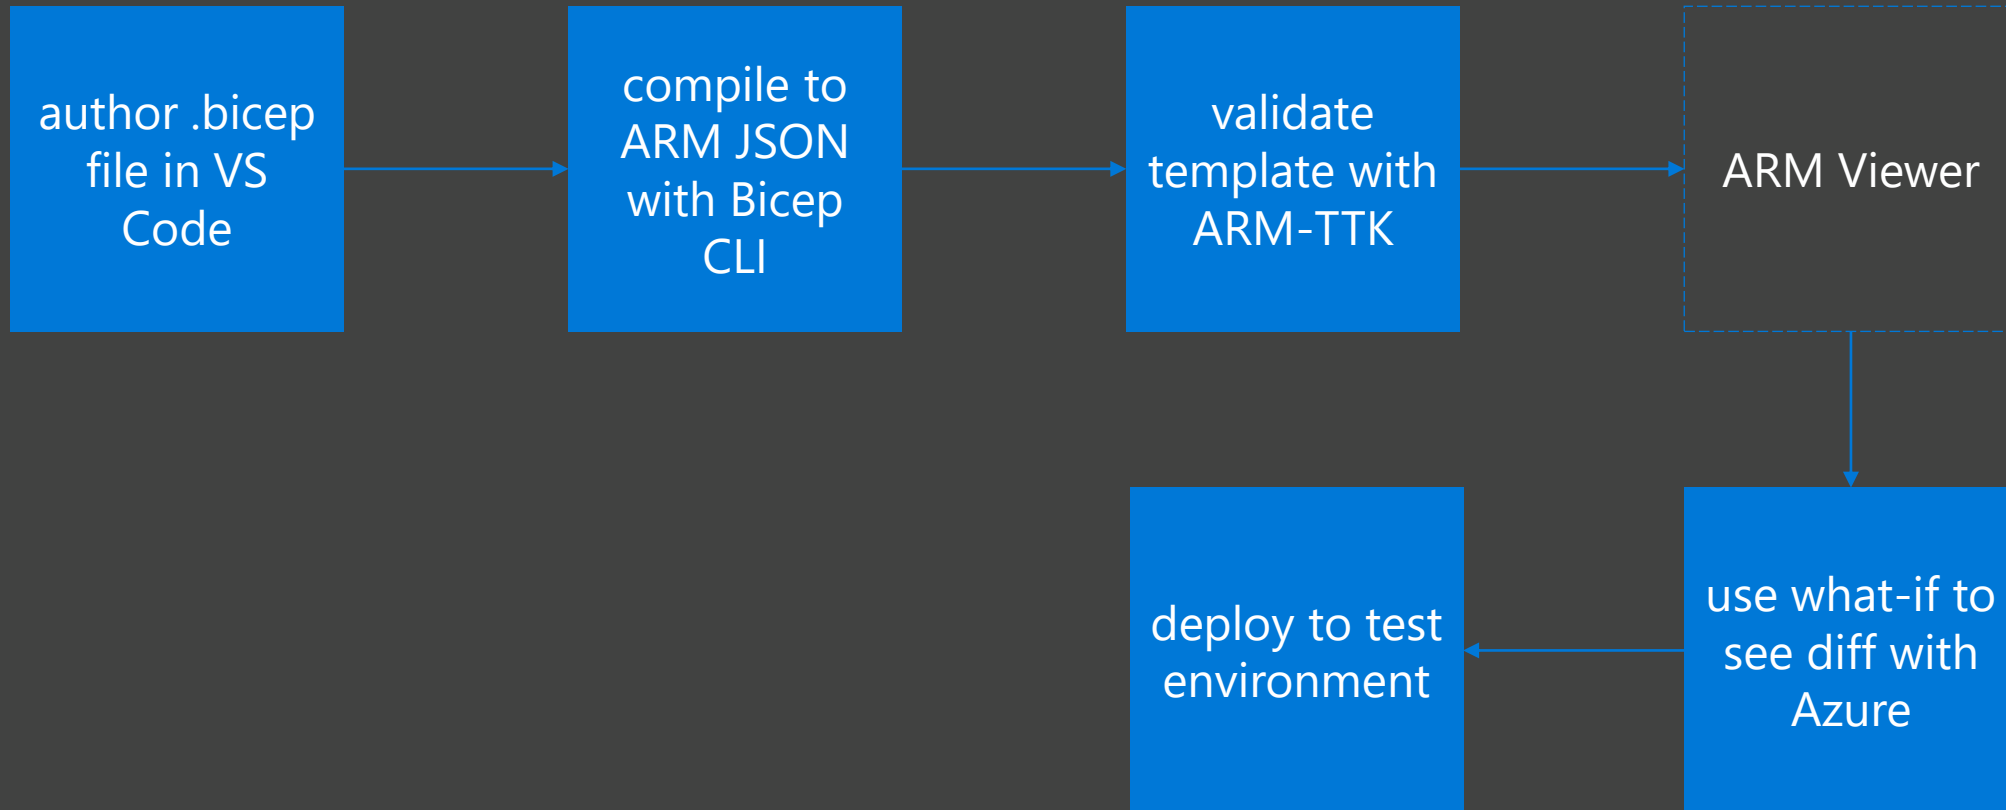 author .bicep
file in VS
Code
compile to
ARM JSON
with Bicep
CLI
validate
template with
ARM-TTK
ARM Viewer
use what-if to
see diff with
Azure
deploy to test
environment